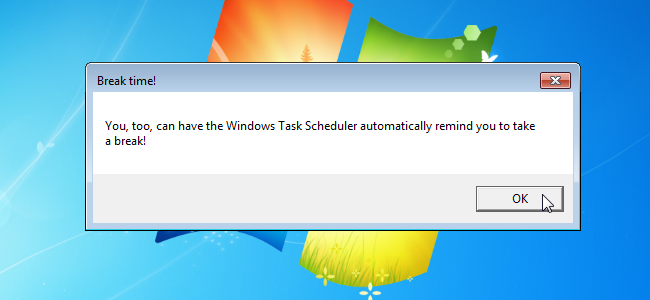 Break time!
You, too, can have the Windows Task Scheduler automatically remind you to take
a break!
OK